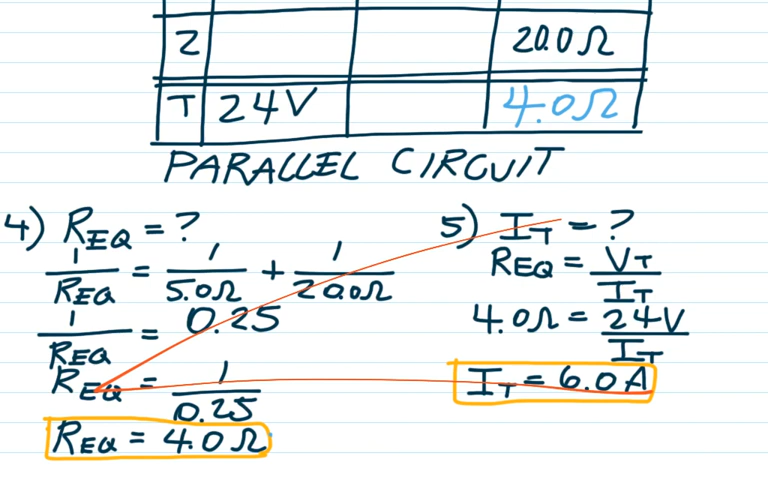 2 20.0Ω
T 24V 4.0Ω
PARALLEL CIRCUIT
4) REQ = ?
1/REQ = 1/5.0Ω + 1/20.0Ω
1/REQ = 0.25
REQ = 1/0.25
REQ = 4.0Ω
5) IT = ?
REQ = VT/IT
4.0Ω = 24V/IT
IT = 6.0A